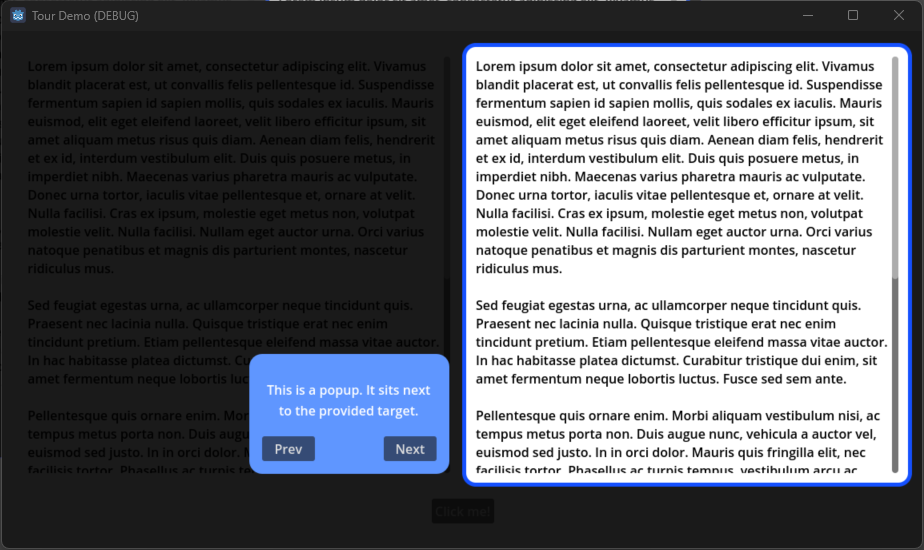 Tour Demo (DEBUG)
Lorem ipsum dolor sit amet, consectetur adipiscing elit. Vivamus
blandit placerat est, ut convallis felis pellentesque id. Suspendisse
fermentum sapien id sapien mollis, quis sodales ex iaculis. Mauris
euismod, elit eget eleifend laoreet, velit libero efficitur ipsum, sit
amet aliquam metus risus quis diam. Aenean diam felis, hendrerit
et ex id, interdum vestibulum elit. Duis quis posuere metus, in
imperdiet nibh. Maecenas varius pharetra mauris ac vulputate.
Donec urna tortor, iaculis vitae pellentesque et, ornare at velit.
Nulla facilisi. Cras ex ipsum, molestie eget metus non, volutpat
molestie velit. Nulla facilisi. Nullam eget auctor urna. Orci varius
natoque penatibus et magnis dis parturient montes, nascetur
ridiculus mus.
Sed feugiat egestas urna, ac ullamcorper neque tincidunt quis.
Praesent nec lacinia nulla. Quisque tristique erat nec enim
tincidunt pretium. Etiam pellentesque eleifend massa vitae auctor.
In hac habitasse platea dictumst. Cu
amet fermentum neque lobortis luc
Pellentesque quis ornare enim. Mor
tempus metus porta non. Duis augu
euismod sed justo. In in orci dictum.
facilisis tortor. Phasellus ac turpis tem
This is a popup. It sits next
to the provided target.
Prev
Next
Lorem ipsum dolor sit amet, consectetur adipiscing elit. Vivamus
blandit placerat est, ut convallis felis pellentesque id. Suspendisse
fermentum sapien id sapien mollis, quis sodales ex iaculis. Mauris
euismod, elit eget eleifend laoreet, velit libero efficitur ipsum, sit
amet aliquam metus risus quis diam. Aenean diam felis, hendrerit
et ex id, interdum vestibulum elit. Duis quis posuere metus, in
imperdiet nibh. Maecenas varius pharetra mauris ac vulputate.
Donec urna tortor, iaculis vitae pellentesque et, ornare at velit.
Nulla facilisi. Cras ex ipsum, molestie eget metus non, volutpat
molestie velit. Nulla facilisi. Nullam eget auctor urna. Orci varius
natoque penatibus et magnis dis parturient montes, nascetur
ridiculus mus.
Sed feugiat egestas urna, ac ullamcorper neque tincidunt quis.
Praesent nec lacinia nulla. Quisque tristique erat nec enim
tincidunt pretium. Etiam pellentesque eleifend massa vitae auctor.
In hac habitasse platea dictumst. Curabitur tristique dui enim, sit
amet fermentum neque lobortis luctus. Fusce sed sem ante.
Pellentesque quis ornare enim. Morbi aliquam vestibulum nisi, ac
tempus metus porta non. Duis augue nunc, vehicula a auctor vel,
euismod sed justo. In in orci dictum. Mauris quis fringilla elit, nec
facilisis tortor. Phasellus ac turpis tempus, vestibulum arcu ac
Click me!